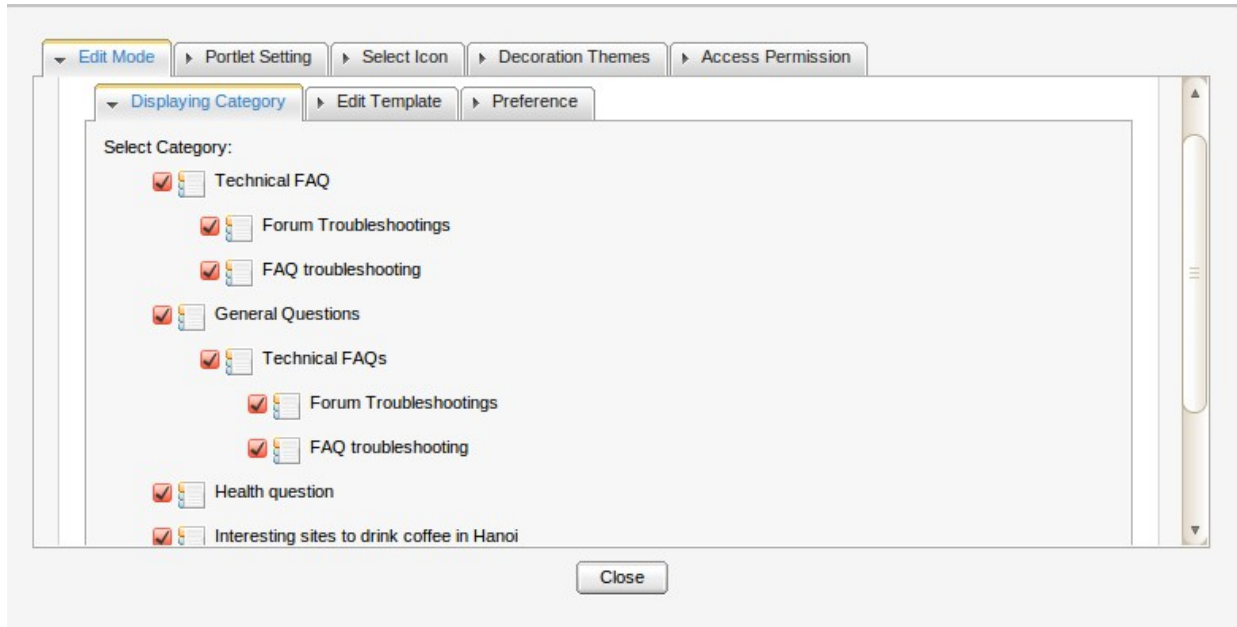 Edit Mode Portlet Setting Select Icon Decoration Themes Access Permission
Displaying Category Edit Template Preference
Select Category:
Technical FAQ
Forum Troubleshootings
FAQ troubleshooting
General Questions
Technical FAQs
Forum Troubleshootings
FAQ troubleshooting
Health question
Interesting sites to drink coffee in Hanoi
Close